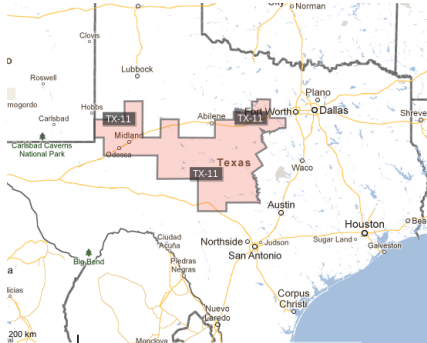 Norman
Clovis
Lubbock
Roswell
Plano
Dallas
mogordo
Hobbs
Carlsbad
TX-11
Abilene
TX-11
Fort Worth
Shreve
Carlsbad Caverns
National Park
Midland
Odessa
Texas
Waco
TX-11
Austin
Houston
Bea
Ciudad
Acuña
Northside
Judson
Sugar Land
Galveston
San Antonio
Big Bend
Piedras
Negras
a
licias
Corpus
Christi
Nuevo
Laredo
200 km
Monclova